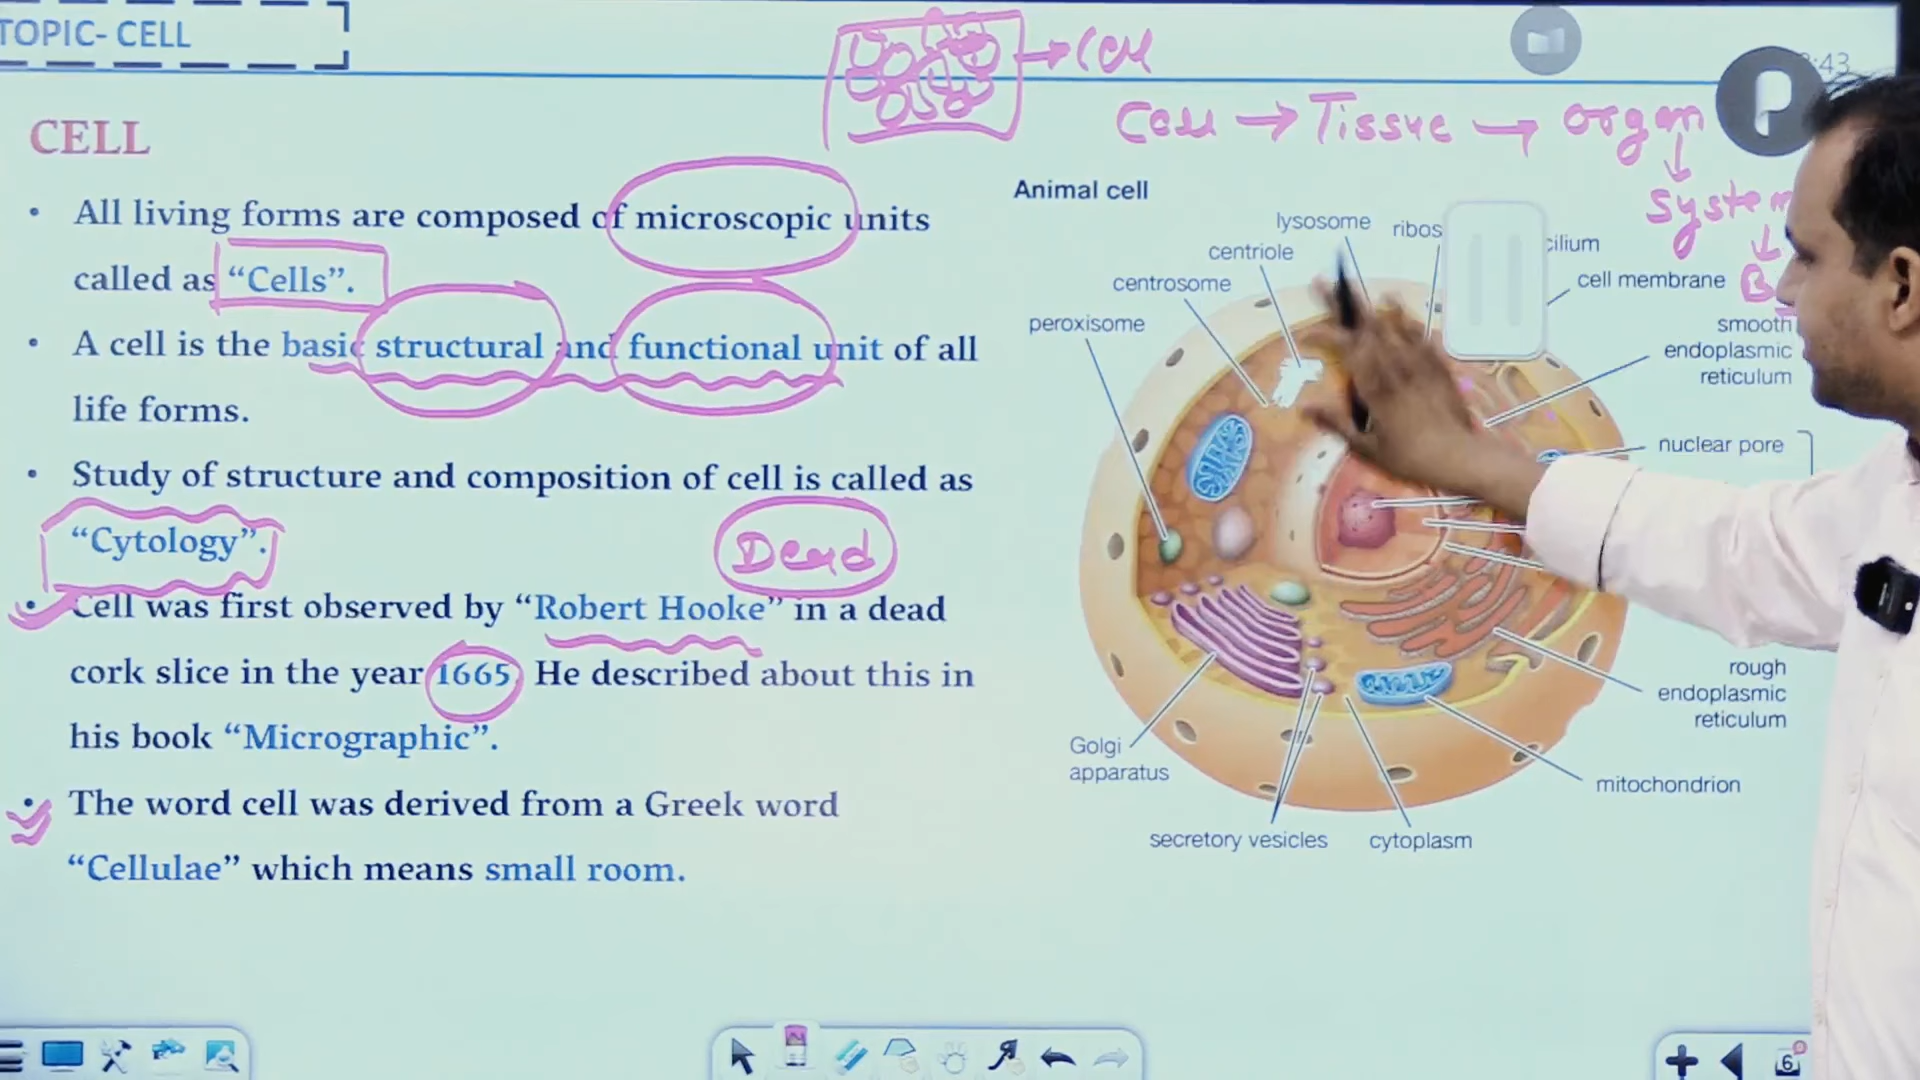 TOPIC- CELL
→ Cell
:43
Cell → Tissue → organ
System
CELL
• All living forms are composed of microscopic units
called as “Cells”.
• A cell is the basic structural and functional unit of all
life forms.
• Study of structure and composition of cell is called as
“Cytology”.
Dead
• Cell was first observed by “Robert Hooke” in a dead
cork slice in the year 1665. He described about this in
his book “Micrographic”.
• The word cell was derived from a Greek word
“Cellulae” which means small room.
Animal cell
lysosome
ribos
cilium
centriole
cell membrane
centrosome
peroxisome
smooth
endoplasmic
reticulum
nuclear pore
rough
endoplasmic
reticulum
Golgi
apparatus
mitochondrion
secretory vesicles
cytoplasm
6